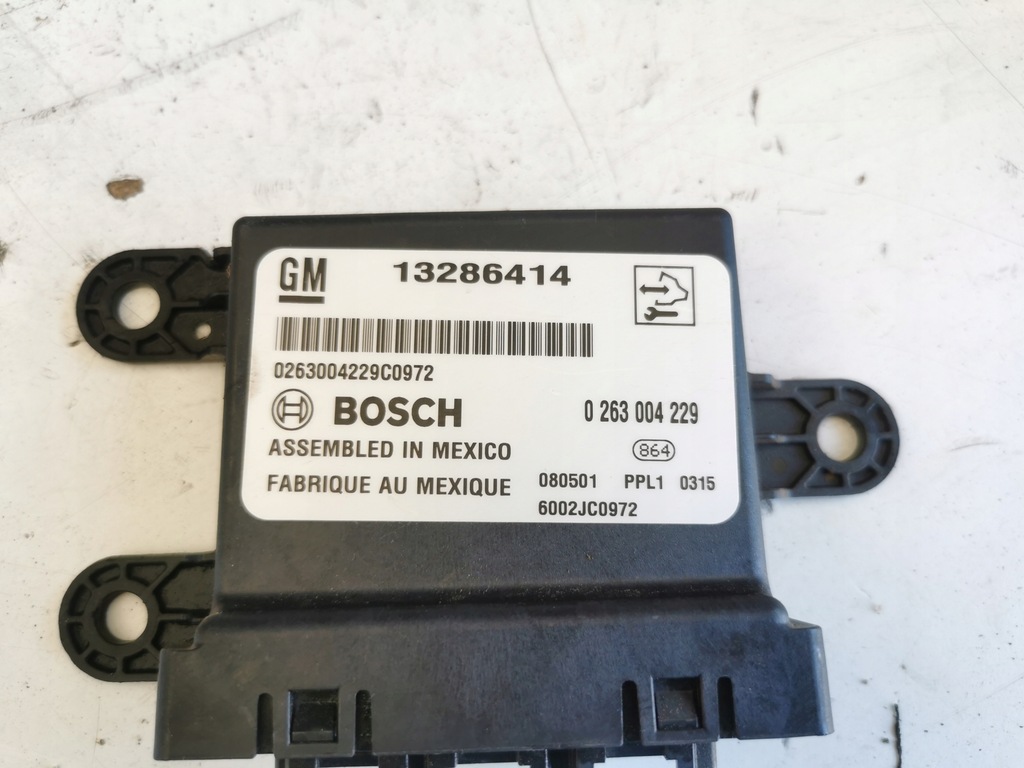 GM 13286414
0263004229C0972
BOSCH 0 263 004 229
ASSEMBLED IN MEXICO 864
FABRIQUE AU MEXIQUE 080501 PPL1 0315
6002JC0972